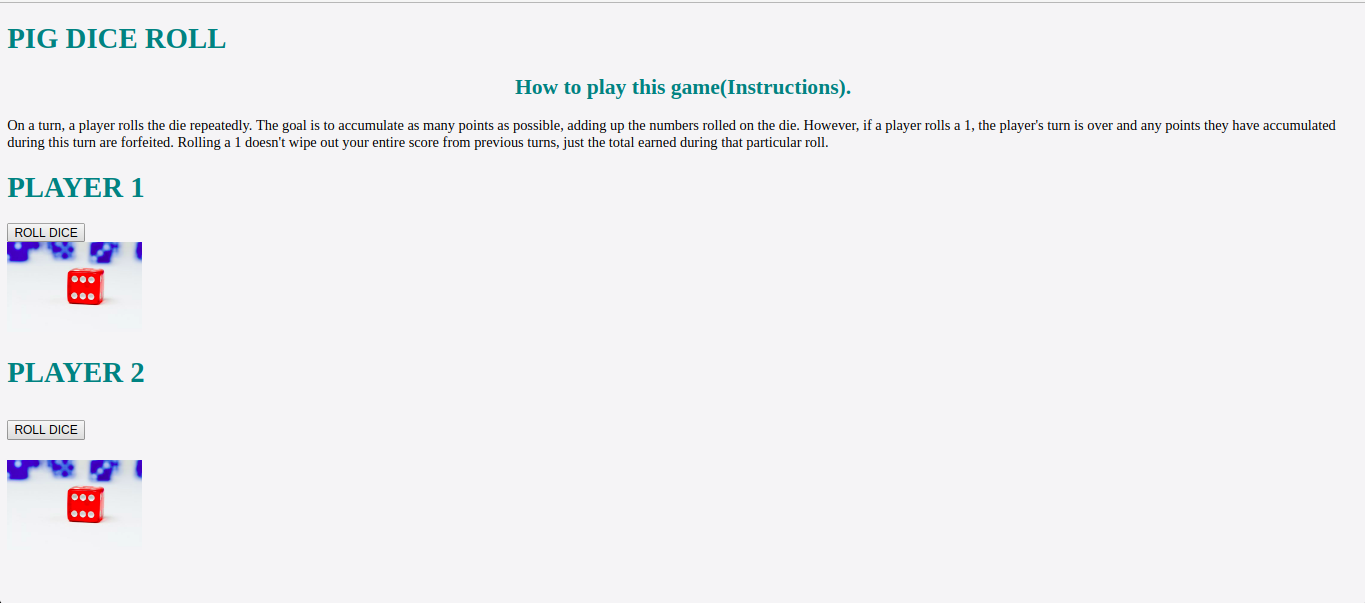 PIG DICE ROLL
How to play this game(Instructions).
On a turn, a player rolls the die repeatedly. The goal is to accumulate as many points as possible, adding up the numbers rolled on the die. However, if a player rolls a 1, the player's turn is over and any points they have accumulated
during this turn are forfeited. Rolling a 1 doesn't wipe out your entire score from previous turns, just the total earned during that particular roll.
PLAYER 1
ROLL DICE
PLAYER 2
ROLL DICE